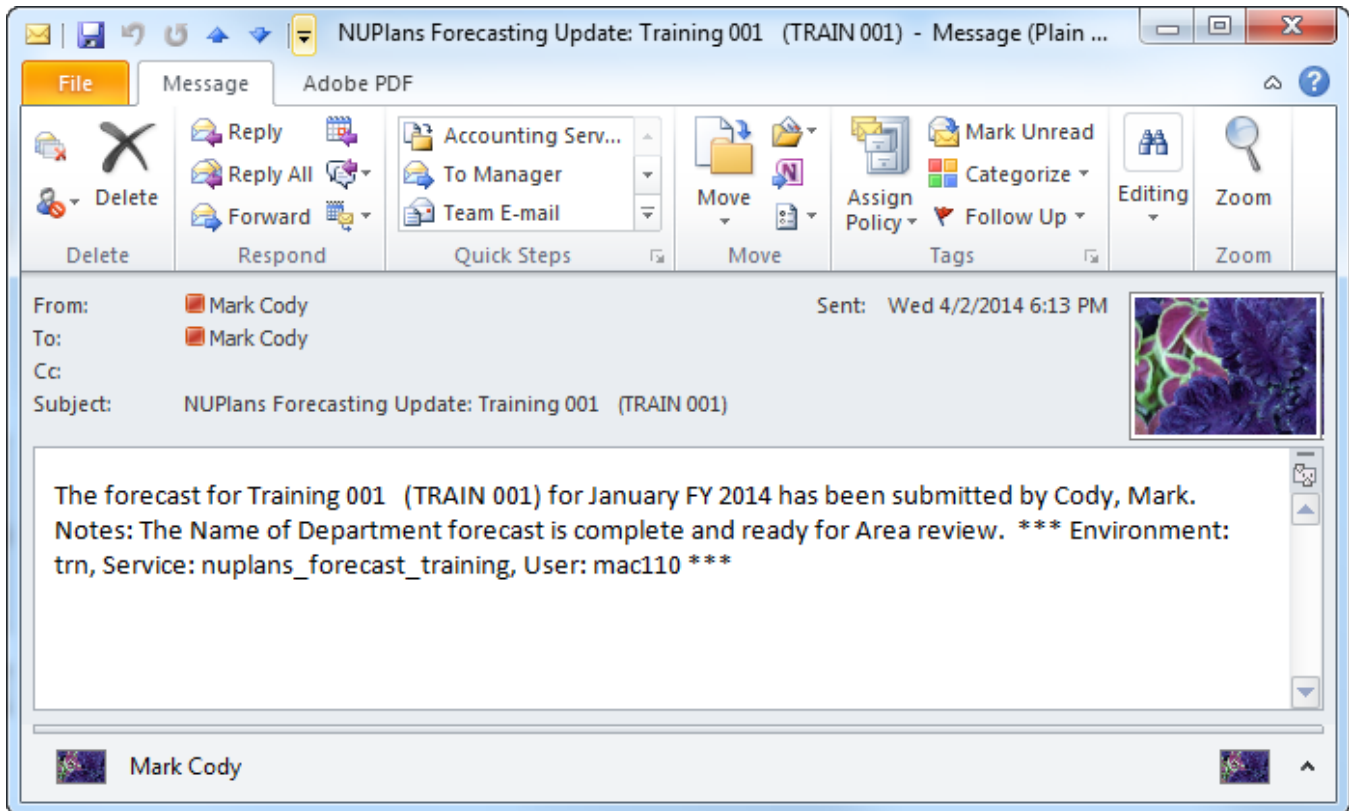 NUPlans Forecasting Update: Training 001   (TRAIN 001) - Message (Plain ...
File Message Adobe PDF
Delete
Reply
Reply All
Forward
Accounting Serv...
To Manager
Team E-mail
Move
Assign
Policy
Mark Unread
Categorize
Follow Up
Editing
Zoom
Delete Respond Quick Steps Move Tags Zoom
From: Mark Cody Sent: Wed 4/2/2014 6:13 PM
To: Mark Cody
Cc:
Subject: NUPlans Forecasting Update: Training 001   (TRAIN 001)
The forecast for Training 001   (TRAIN 001) for January FY 2014 has been submitted by Cody, Mark.
Notes: The Name of Department forecast is complete and ready for Area review.  *** Environment:
trn, Service: nuplans_forecast_training, User: mac110 ***
Mark Cody